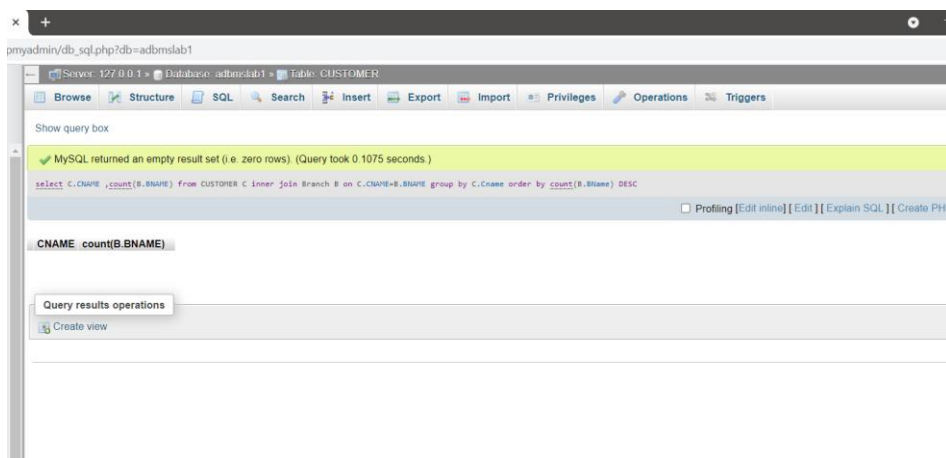 × +
pmyadmin/db_sql.php?db=adbmslab1
← Server: 127.0.0.1 » Database: adbmslab1 » Table: CUSTOMER
Browse Structure SQL Search Insert Export Import Privileges Operations Triggers
Show query box
MySQL returned an empty result set (i.e. zero rows). (Query took 0.1075 seconds.)
select C.CNAME ,count(B.BNAME) from CUSTOMER C inner join Branch B on C.CNAME=B.BNAME group by C.Cname order by count(B.BName) DESC
Profiling [Edit inline] [ Edit ] [ Explain SQL ] [ Create PH
CNAME count(B.BNAME)
Query results operations
Create view